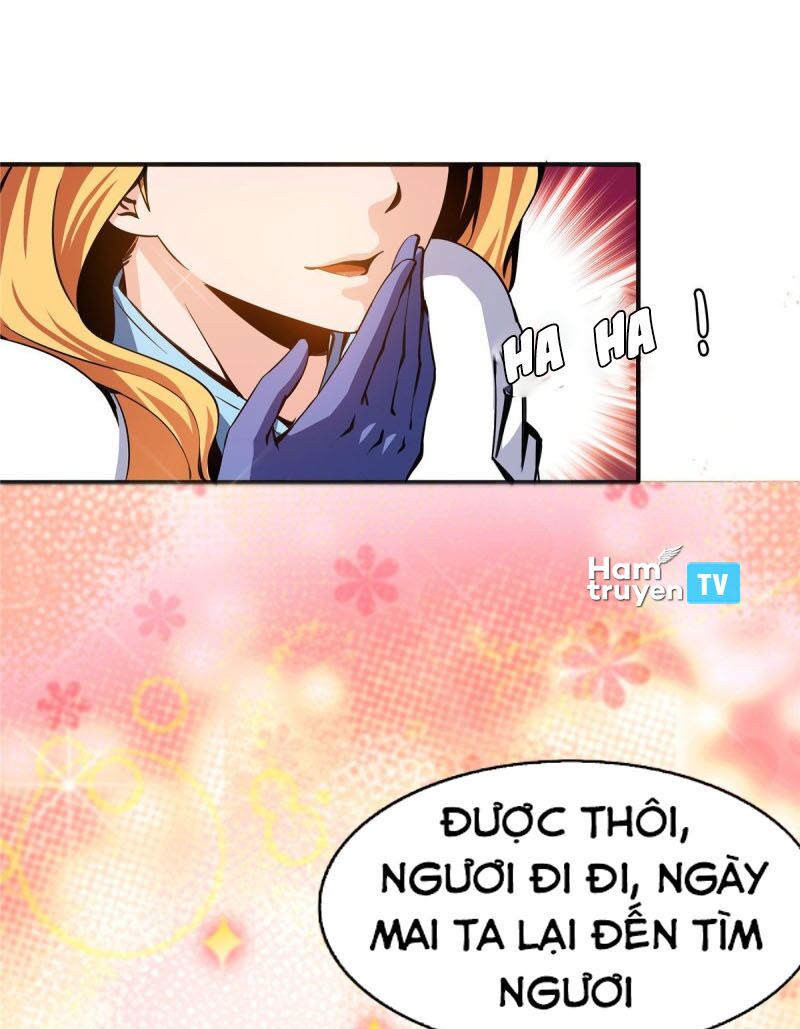 HA HA !
Ham
truyen TV
ĐƯỢC THÔI,
NGƯƠI ĐI ĐI, NGÀY
MAI TA LẠI ĐẾN TÌM
NGƯƠI